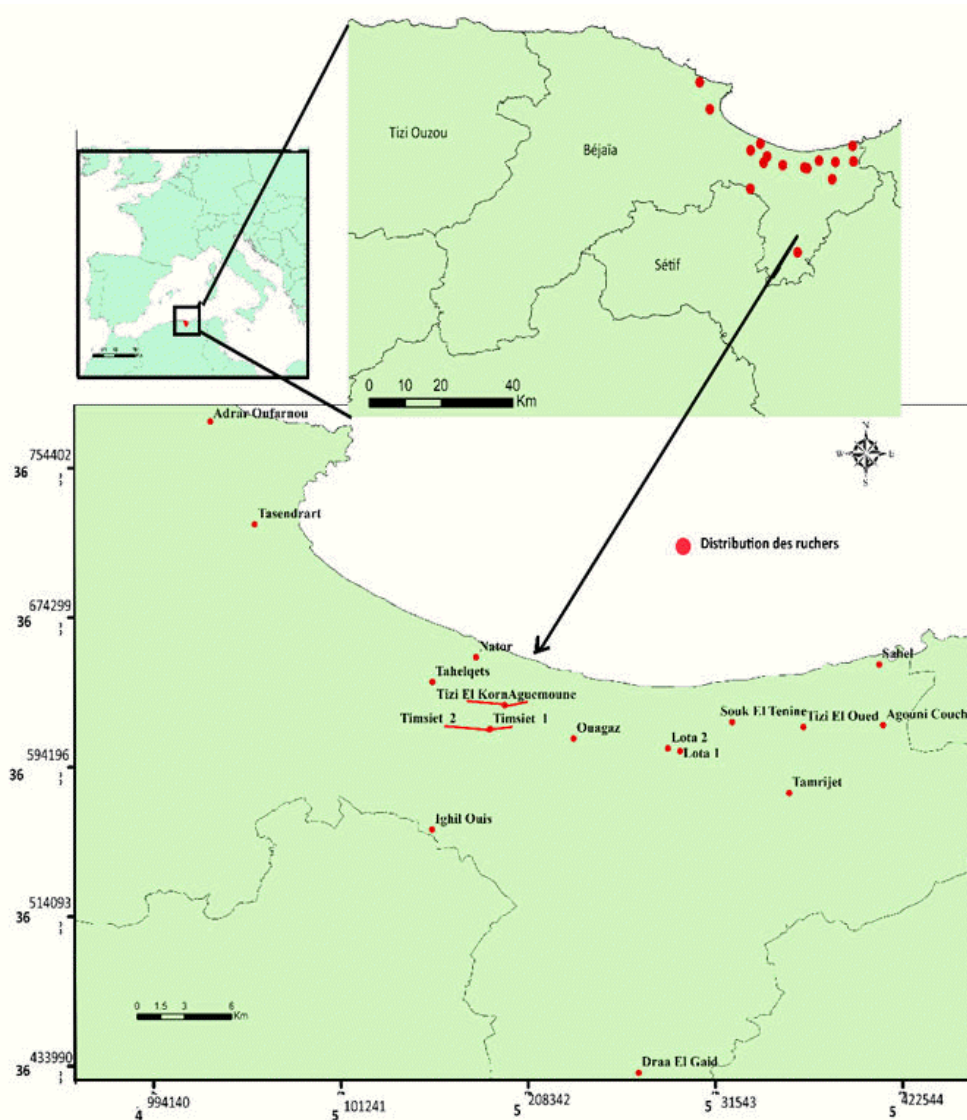 Tizi Ouzou
Béjaïa
Sétif
0 10 20 40
Km
Adrar Oufarnou
N
E
S
36 754402
Tasendrart
Distribution des ruchers
36 674299
Nator
Sahel
Tahelqets
Tizi El Korn Aguemoune
Souk El Tenine
Tizi El Oued
Agouni Couch
Timsiet 2
Timsiet 1
Ouagaz
Lota 2
Lota 1
36 594196
Tamrijet
Ighil Ouis
36 514093
0 1.5 3 6
Km
36 433990
Draa El Gaid
4 994140
5 101241
5 208342
5 31543
5 422544